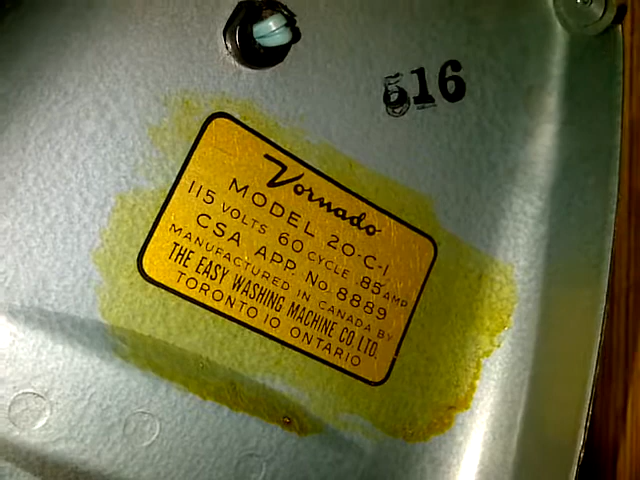 516
Vornado
MODEL 20-C-1
115 VOLTS 60 CYCLE .85 AMP
CSA APP No. 8889
MANUFACTURED IN CANADA BY
THE EASY WASHING MACHINE CO. LTD.
TORONTO 10 ONTARIO